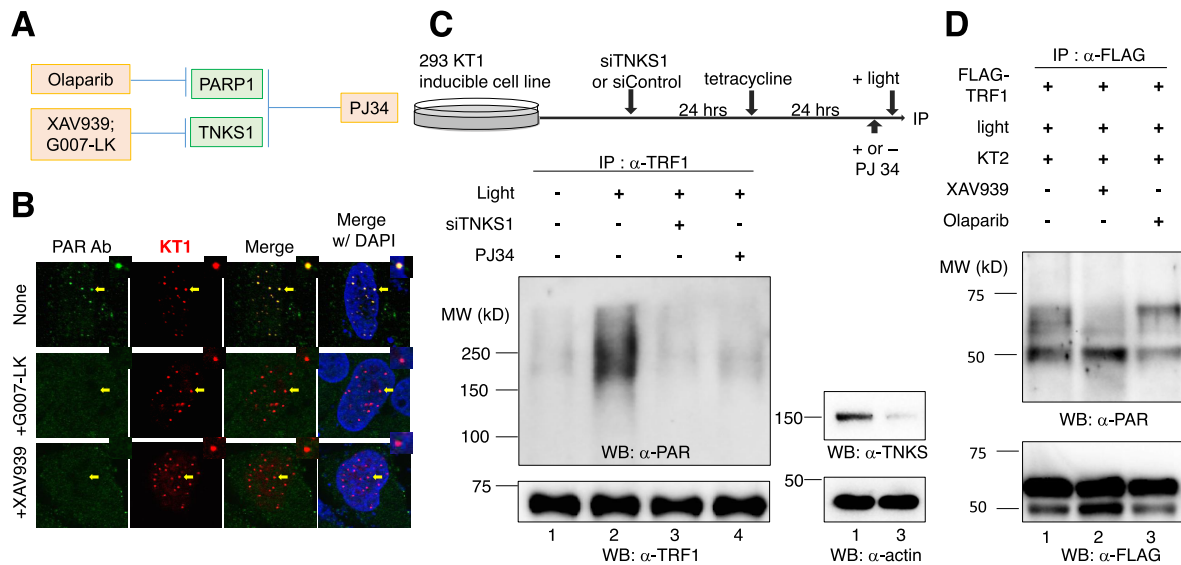 A
Olaparib
PARP1
XAV939;
G007-LK
TNKS1
PJ34
B
PAR Ab
KT1
Merge
Merge
w/ DAPI
None
+G007-LK
+XAV939
C
293 KT1
inducible cell line
siTNKS1
or siControl
tetracycline
+ light
24 hrs
24 hrs
IP
+ or –
PJ 34
IP : α-TRF1
Light - + + +
siTNKS1 - - + -
PJ34 - - - +
MW (kD)
250
150
100
WB: α-PAR
75
1 2 3 4
WB: α-TRF1
150
WB: α-TNKS
50
1 3
WB: α-actin
D
IP : α-FLAG
FLAG-
TRF1 + + +
light + + +
KT2 + + +
XAV939 - + -
Olaparib - - +
MW (kD)
75
50
WB: α-PAR
75
50
1 2 3
WB: α-FLAG